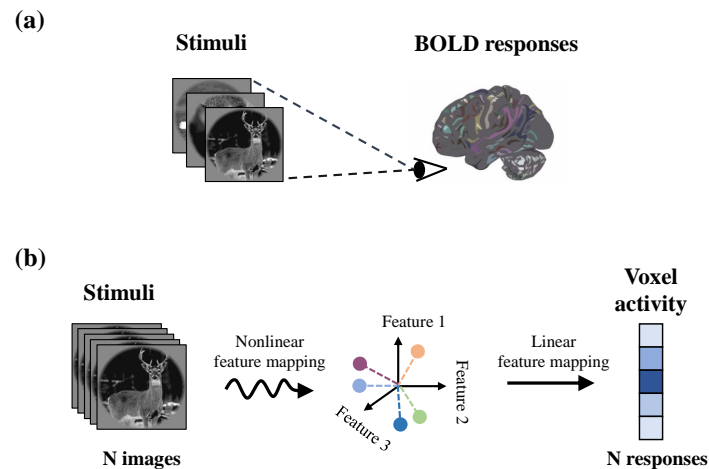 (a)
Stimuli
BOLD responses
(b)
Stimuli
Nonlinear
feature mapping
Feature 1
Feature 2
Feature 3
Linear
feature mapping
Voxel
activity
N images
N responses